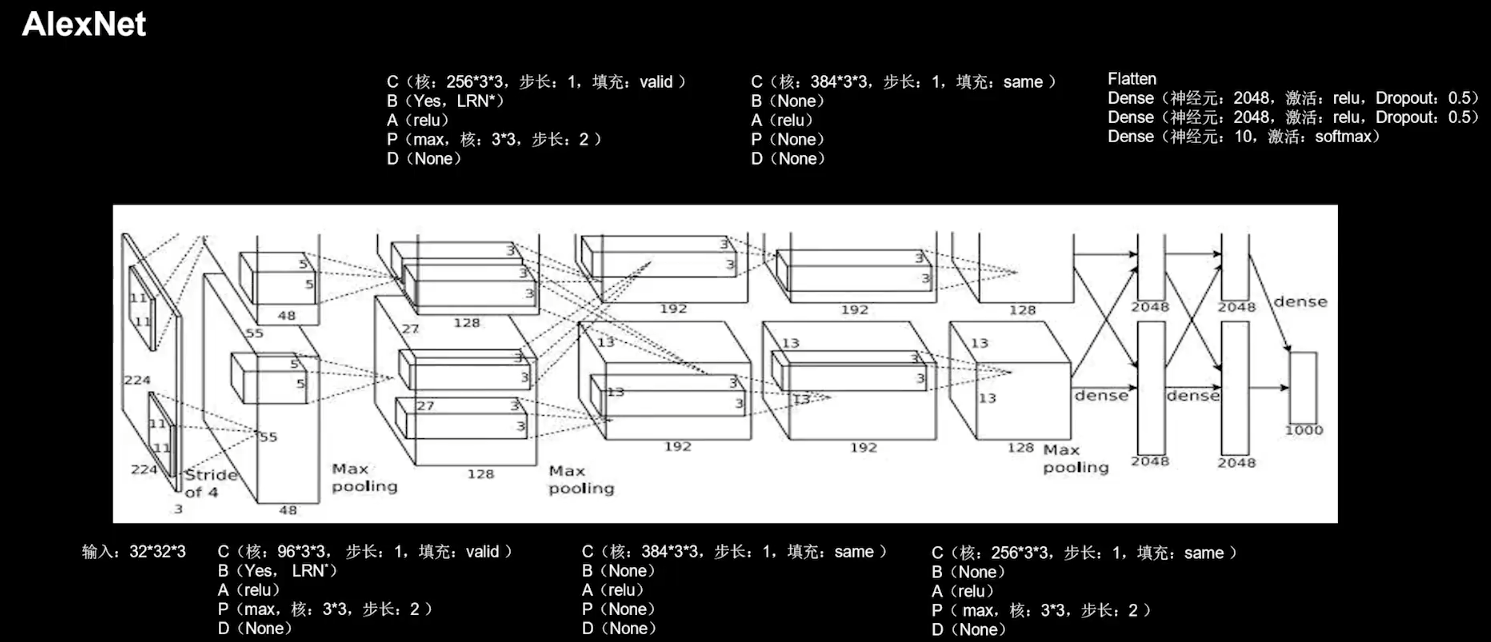 AlexNet
C（核：256*3*3，步长：1，填充：valid ）
B（Yes，LRN*）
A（relu）
P（max，核：3*3，步长：2 ）
D（None）
C（核：384*3*3，步长：1，填充：same ）
B（None）
A（relu）
P（None）
D（None）
Flatten
Dense（神经元：2048，激活：relu，Dropout：0.5）
Dense（神经元：2048，激活：relu，Dropout：0.5）
Dense（神经元：10，激活：softmax）
11
11
224
11
11
224
3
Stride
of 4
5
5
48
55
5
5
55
48
Max
pooling
3
3
3
128
27
3
3
27
3
3
128
Max
pooling
3
3
192
13
3
13
3
192
3
3
192
13
3
3
13
192
128
13
13
128
Max
pooling
2048
2048
dense
dense
dense
2048
2048
1000
输入：32*32*3
C（核：96*3*3， 步长：1，填充：valid ）
B（Yes， LRN*）
A（relu）
P（max，核：3*3，步长：2 ）
D（None）
C（核：384*3*3，步长：1，填充：same ）
B（None）
A（relu）
P（None）
D（None）
C（核：256*3*3，步长：1，填充：same ）
B（None）
A（relu）
P（ max，核：3*3，步长：2 ）
D（None）